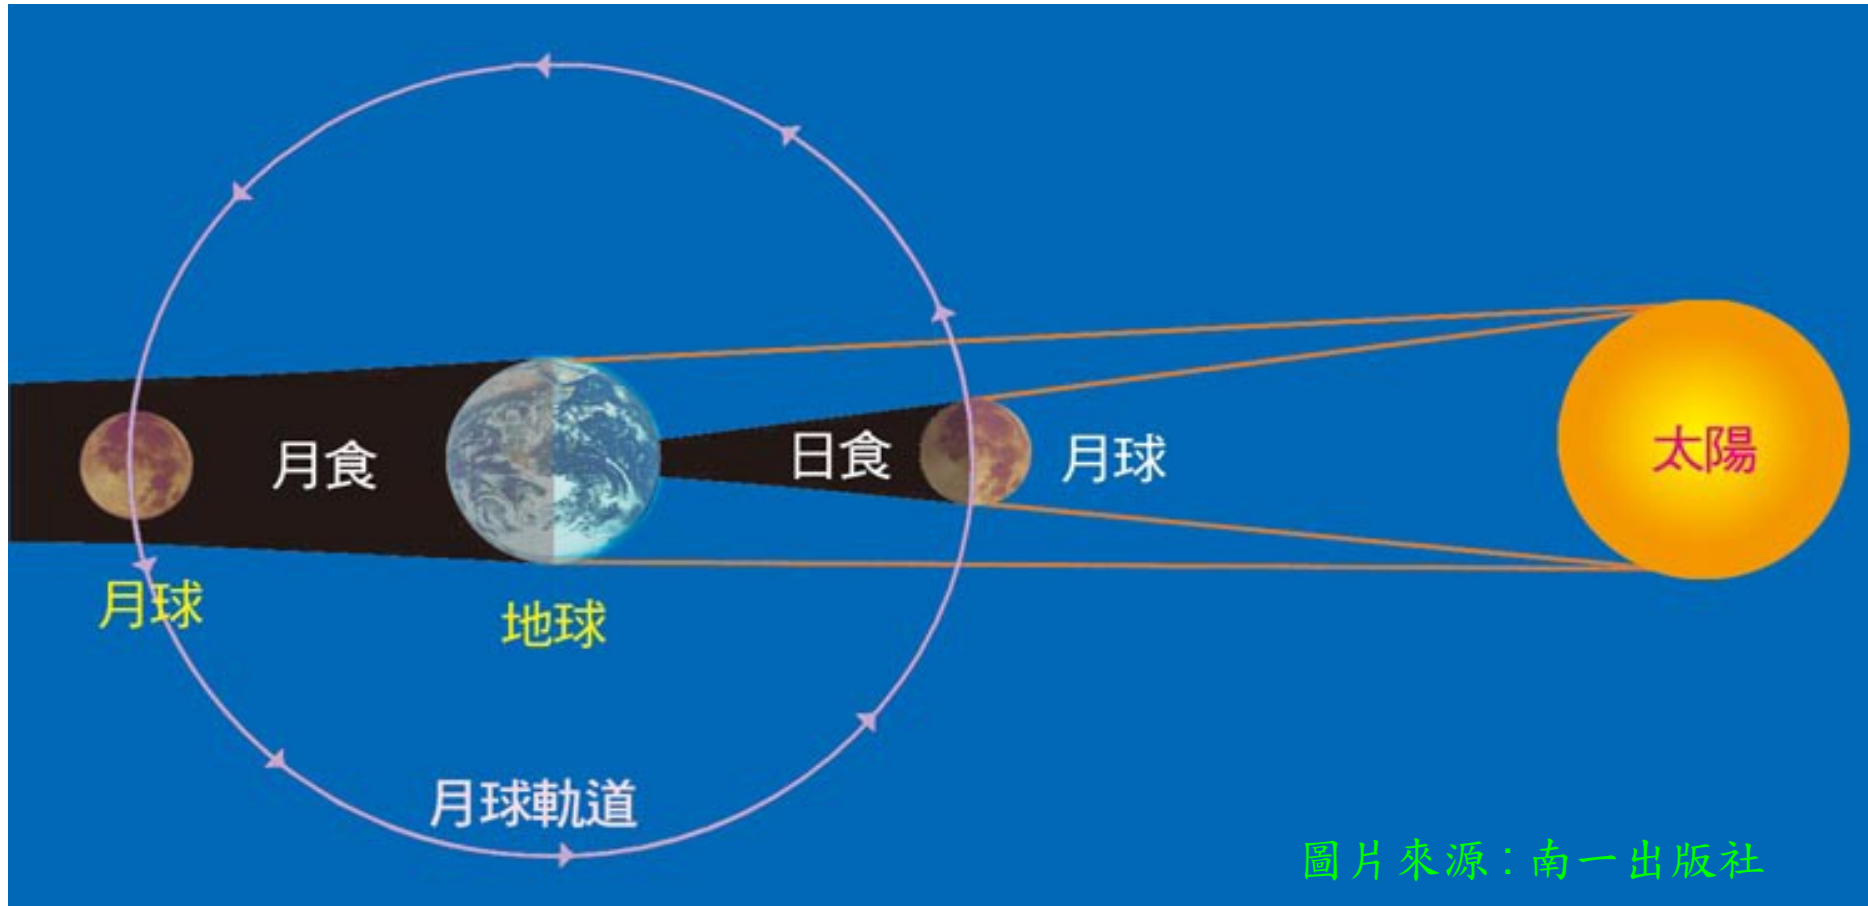 月食
日食
月球
太陽
月球
地球
月球軌道
圖片來源：南一出版社